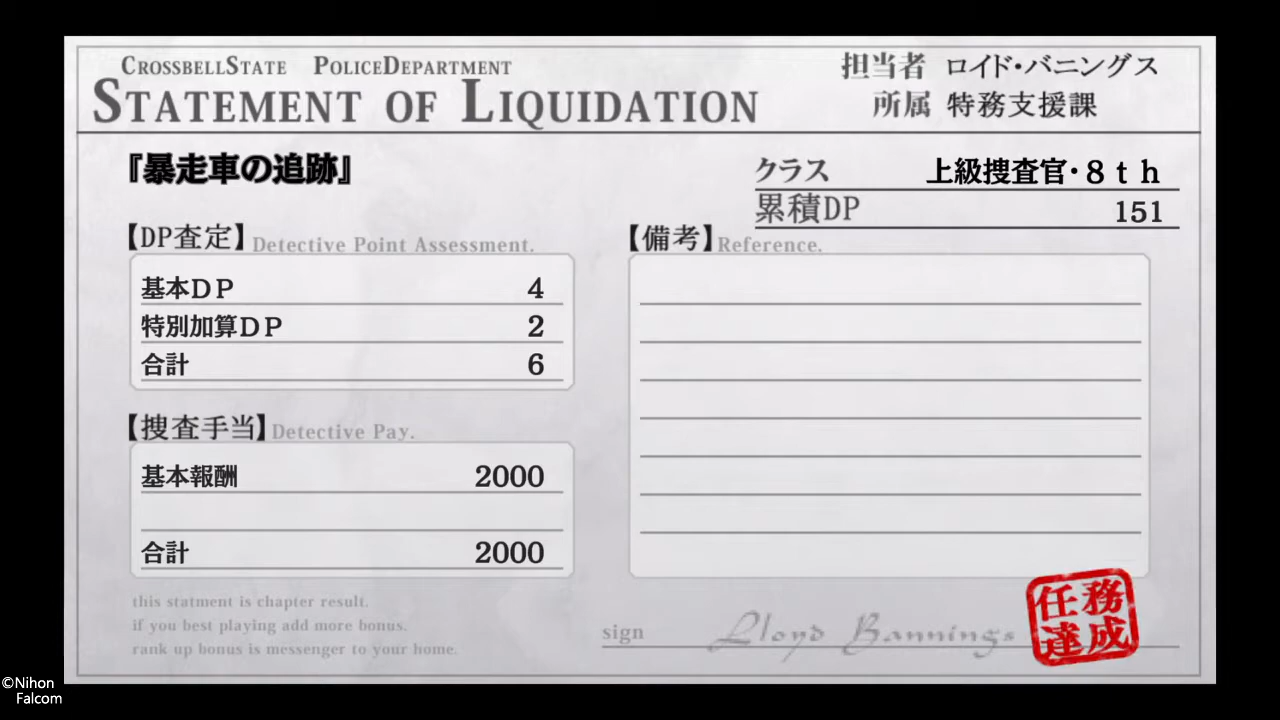 CROSSBELLSTATE POLICEDEPARTMENT
STATEMENT OF LIQUIDATION
担当者 ロイド・バニングス
所属 特務支援課
『暴走車の追跡』
クラス 上級捜査官・8th
累積DP 151
【DP査定】Detective Point Assessment.
基本DP 4
特別加算DP 2
合計 6
【捜査手当】Detective Pay.
基本報酬 2000
合計 2000
【備考】Reference.
this statment is chapter result.
if you best playing add more bonus.
rank up bonus is messenger to your home.
sign Lloyd Bannings
任務
達成
©Nihon
Falcom